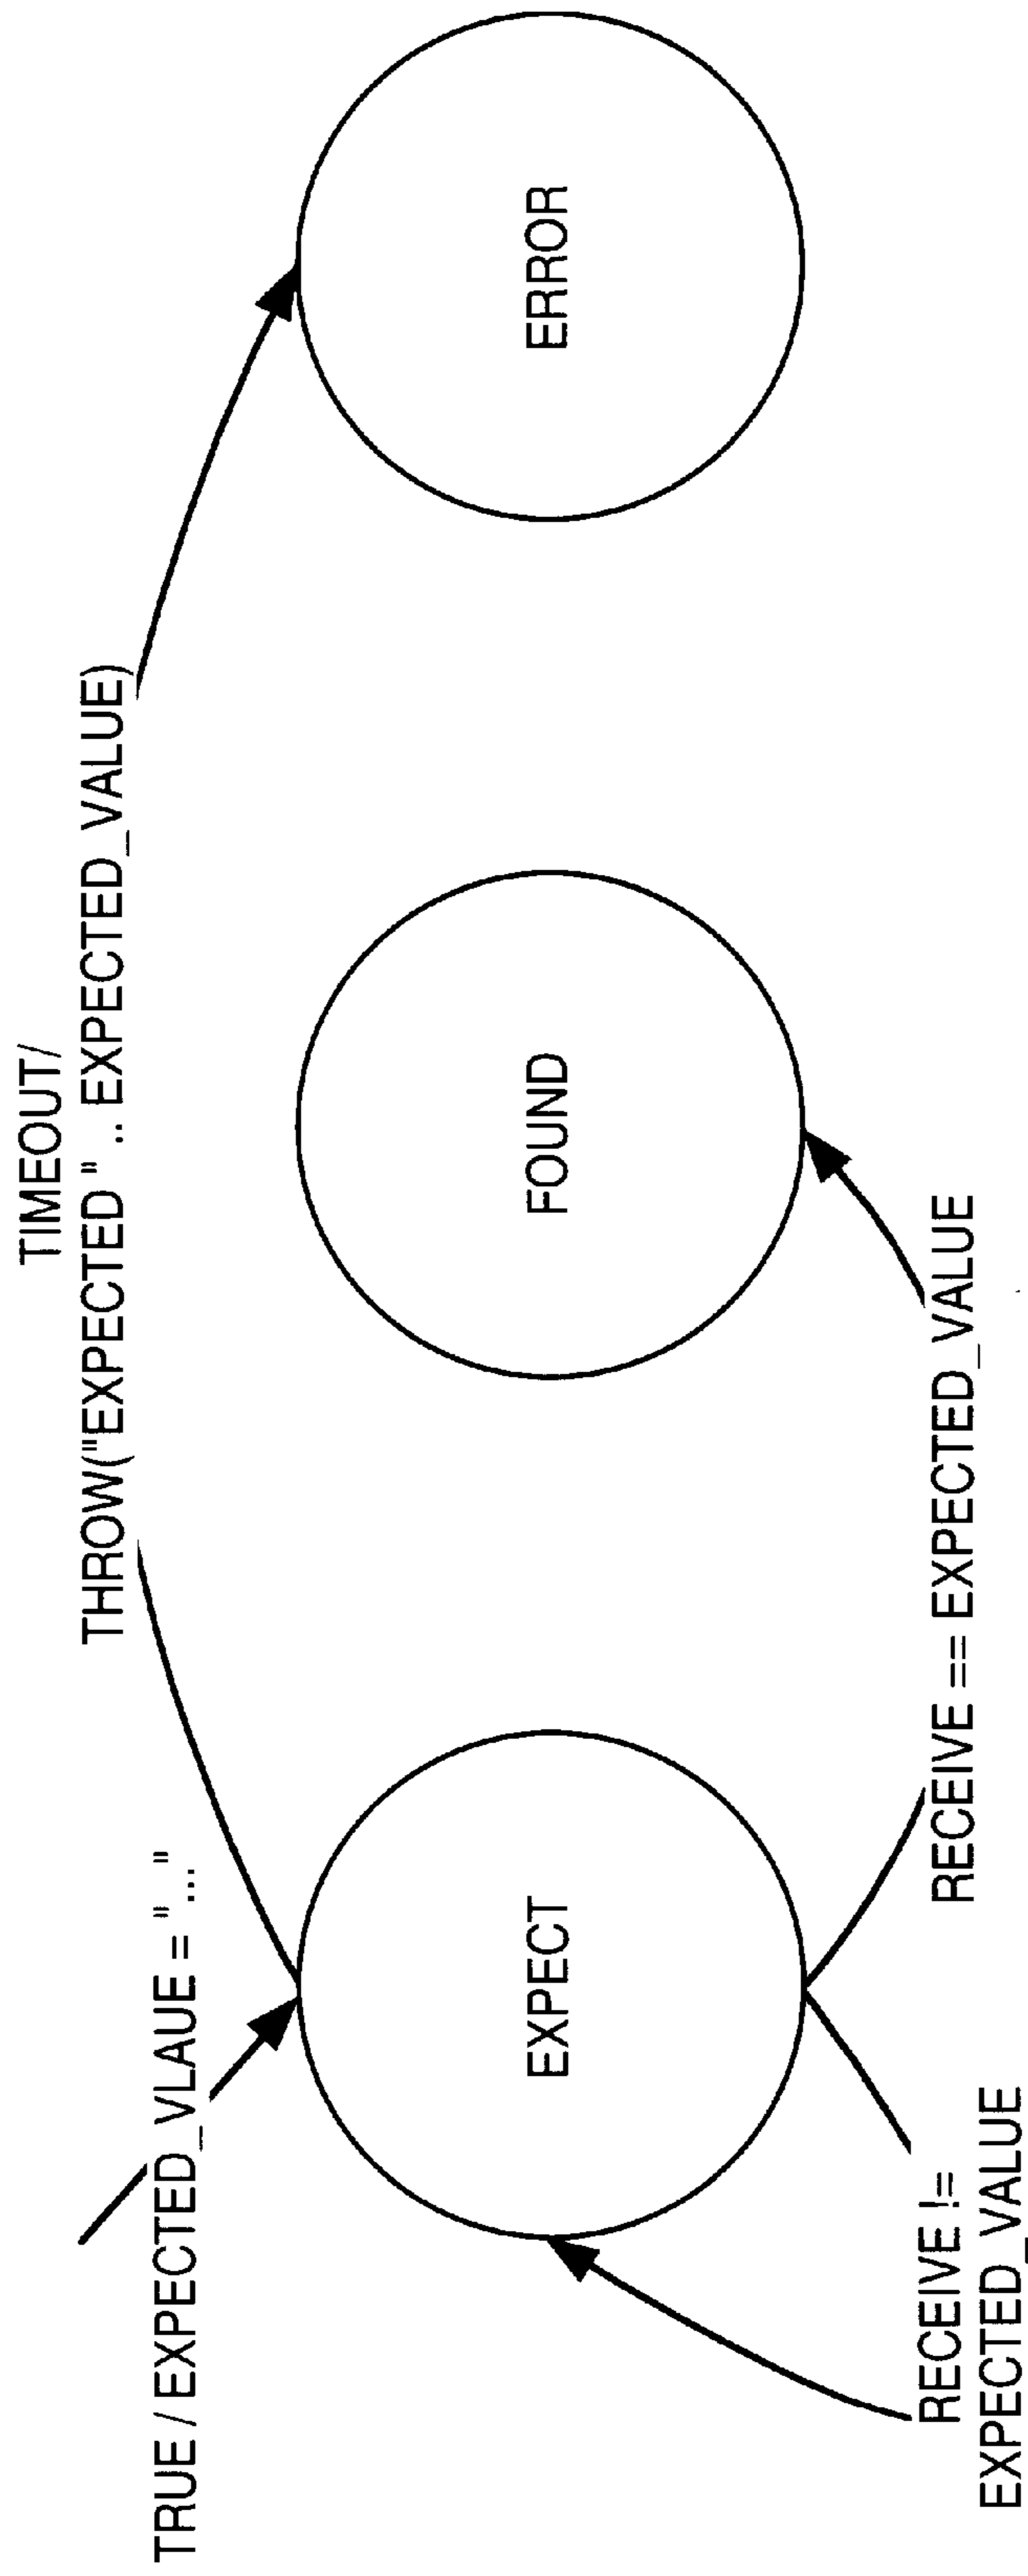 TIMEOUT/
THROW("EXPECTED " .. EXPECTED_VALUE)
TRUE / EXPECTED_VLAUE = "..."
EXPECT
FOUND
ERROR
RECEIVE !=
EXPECTED_VALUE
RECEIVE == EXPECTED_VALUE